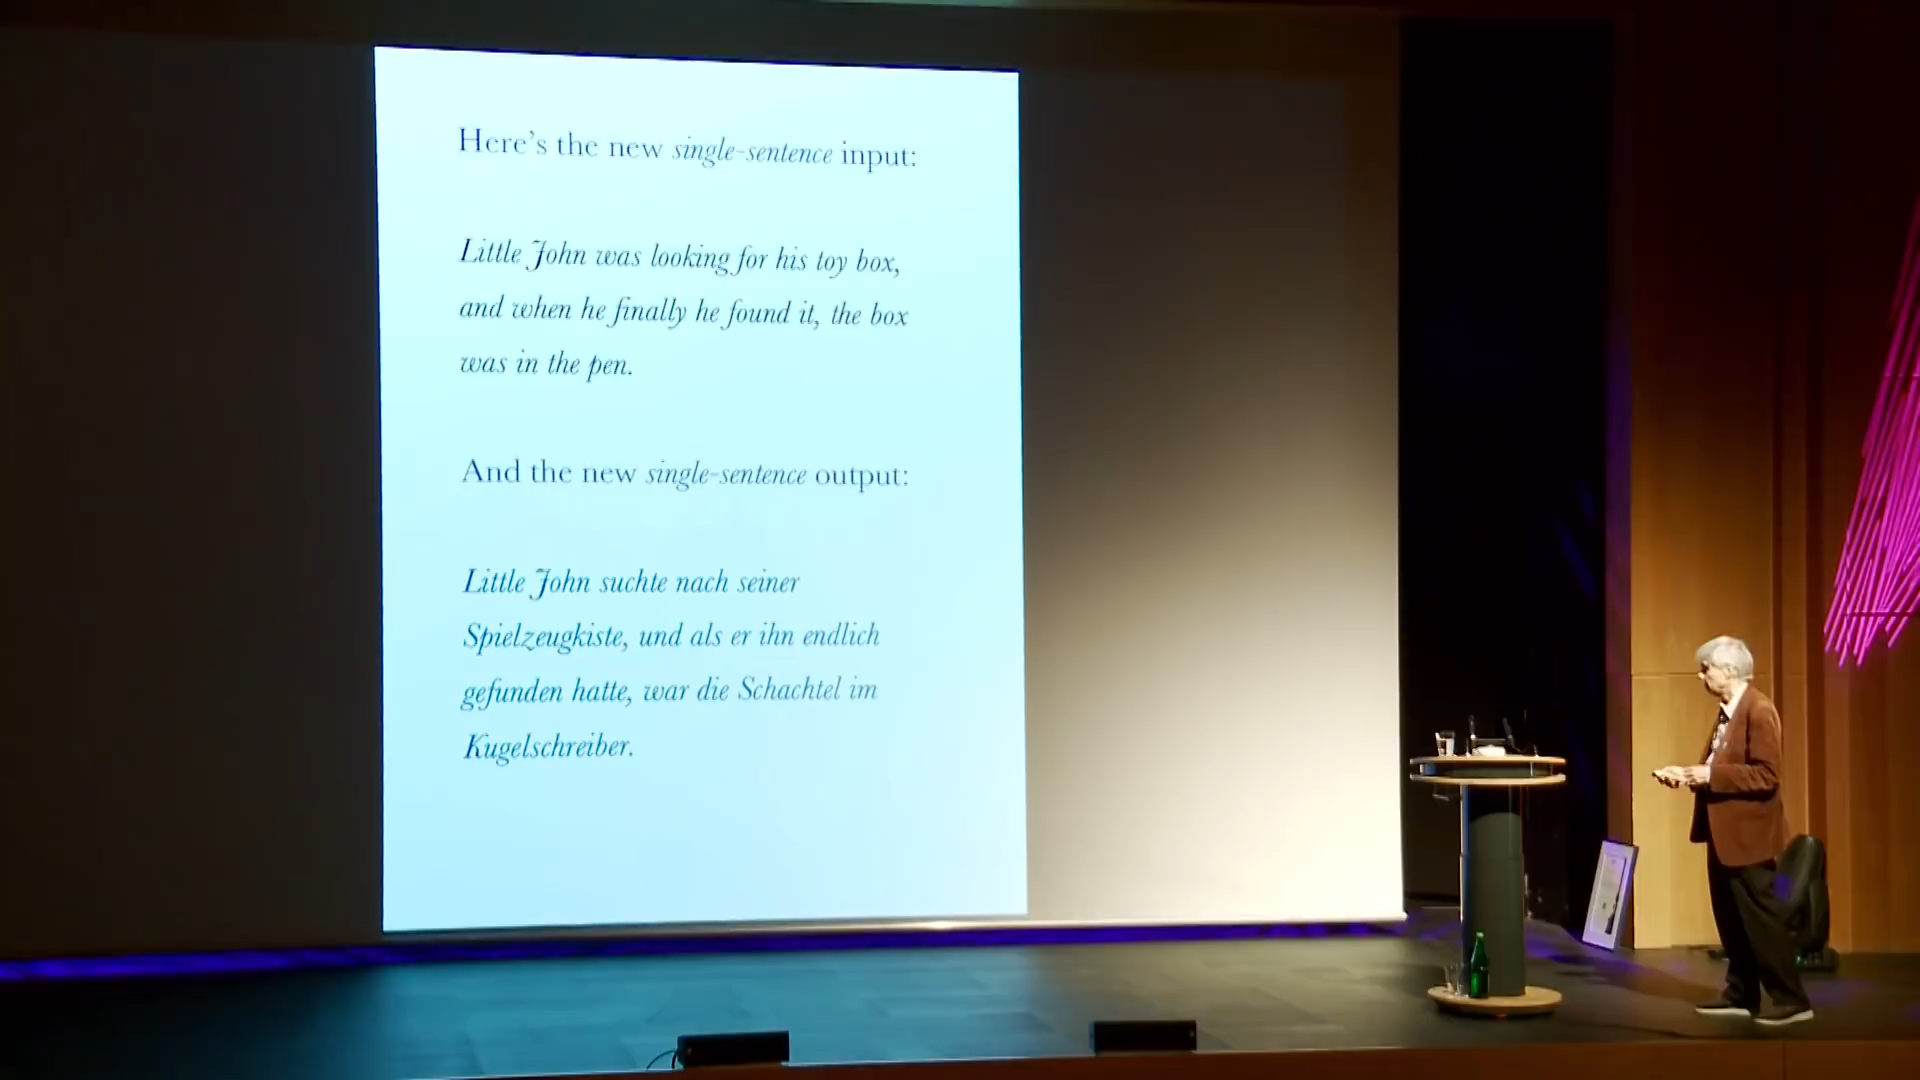 Here's the new single-sentence input:
Little John was looking for his toy box,
and when he finally he found it, the box
was in the pen.
And the new single-sentence output:
Little John suchte nach seiner
Spielzeugkiste, und als er ihn endlich
gefunden hatte, war die Schachtel im
Kugelschreiber.